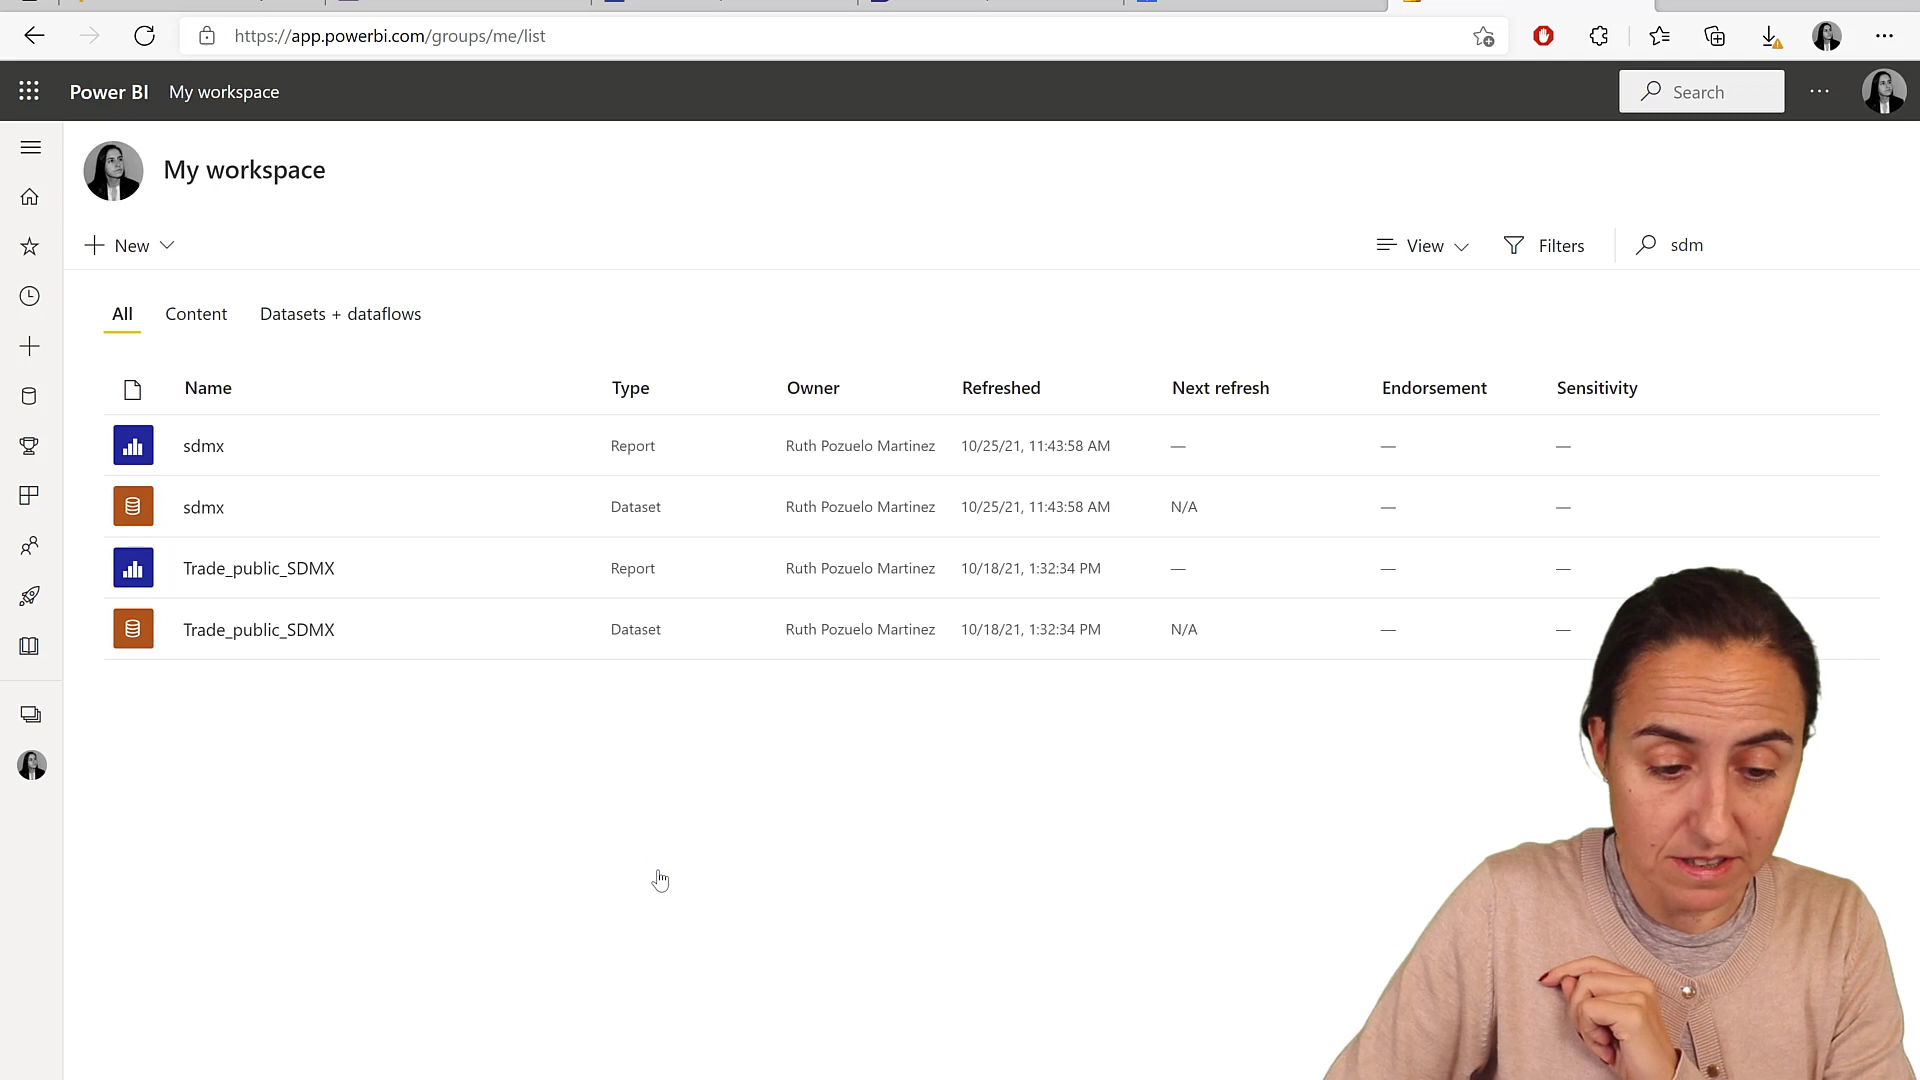 https://app.powerbi.com/groups/me/list
Power BI My workspace Search
My workspace
New View Filters sdm
All Content Datasets + dataflows
Name Type Owner Refreshed Next refresh Endorsement Sensitivity
sdmx Report Ruth Pozuelo Martinez 10/25/21, 11:43:58 AM — — —
sdmx Dataset Ruth Pozuelo Martinez 10/25/21, 11:43:58 AM N/A — —
Trade_public_SDMX Report Ruth Pozuelo Martinez 10/18/21, 1:32:34 PM — — —
Trade_public_SDMX Dataset Ruth Pozuelo Martinez 10/18/21, 1:32:34 PM N/A — —